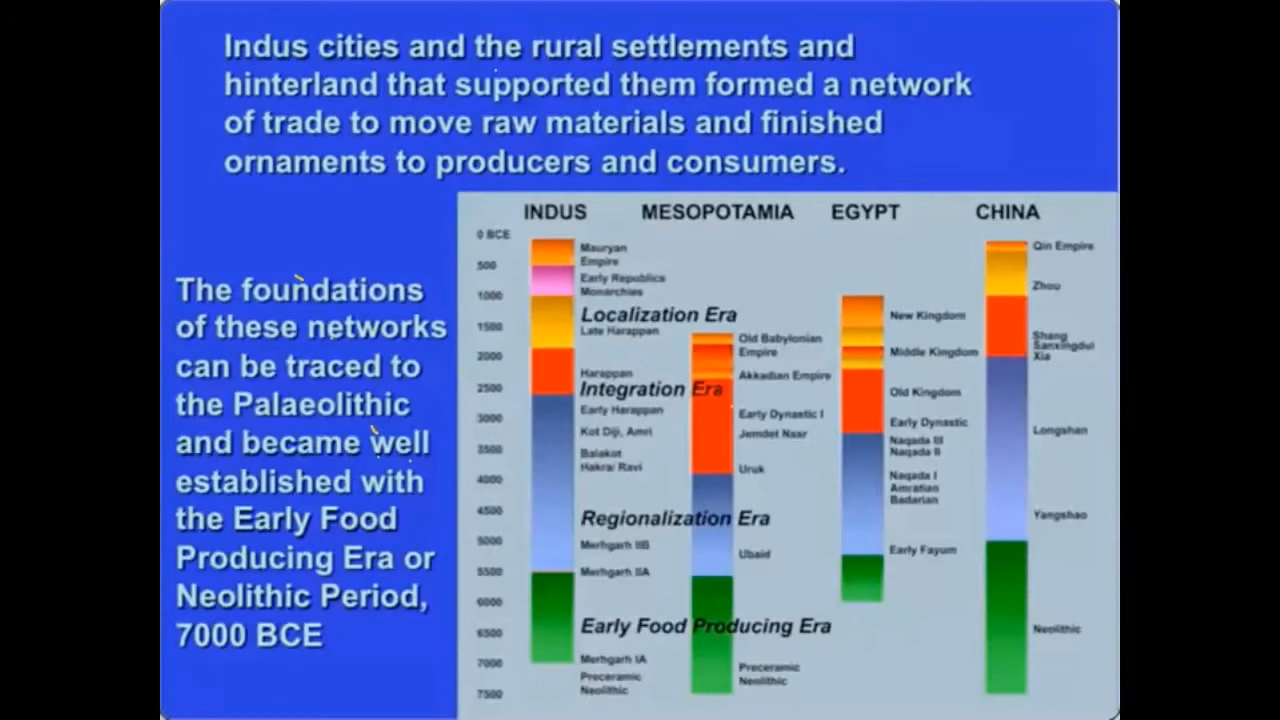 Indus cities and the rural settlements and
hinterland that supported them formed a network
of trade to move raw materials and finished
ornaments to producers and consumers.
The foundations
of these networks
can be traced to
the Palaeolithic
and became well
established with
the Early Food
Producing Era or
Neolithic Period,
7000 BCE
INDUS MESOPOTAMIA EGYPT CHINA
0 BCE
500
1000
1500
2000
2500
3000
3500
4000
4500
5000
5500
6000
6500
7000
7500
Mauryan
Empire
Early Republics
Monarchies
Localization Era
Late Harappan
Harappan
Integration Era
Early Harappan
Kot Diji, Amri
Balakot
Hakra/ Ravi
Regionalization Era
Merhgarh IIB
Merhgarh IIA
Early Food Producing Era
Merhgarh IA
Preceramic
Neolithic
Old Babylonian
Empire
Akkadian Empire
Early Dynastic I
Jemdet Nasr
Uruk
Ubaid
Preceramic
Neolithic
New Kingdom
Middle Kingdom
Old Kingdom
Early Dynastic
Naqada III
Naqada II
Naqada I
Amratian
Badarian
Early Fayum
Qin Empire
Zhou
Shang
Sanxingdui
Xia
Longshan
Yangshao
Neolithic